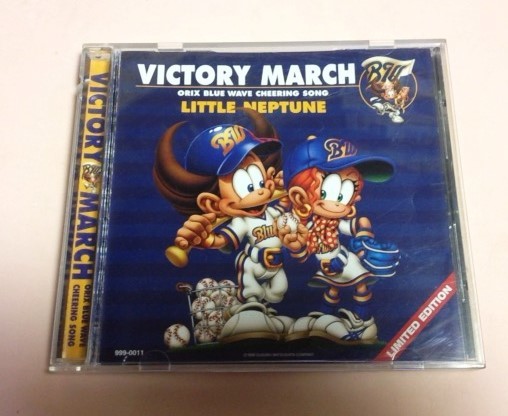 VICTORY MARCH
ORIX BLUE WAVE CHEERING SONG
LITTLE NEPTUNE
BW
BW
BW
VICTORY MARCH
ORIX BLUE WAVE
CHEERING SONG
LIMITED EDITION
899-0011